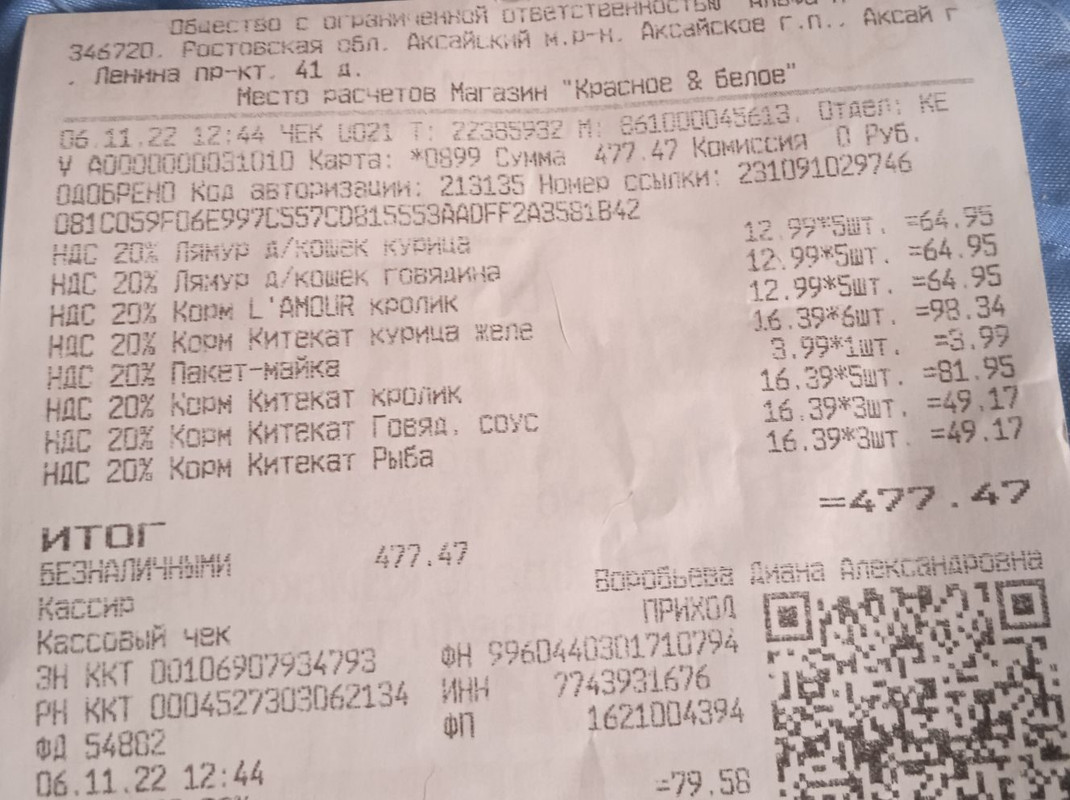 Общество с ограниченной ответственностью
346720. Ростовская обл. Аксайский м.р-н. Аксайское г.п.. Аксай г
. Ленина пр-кт. 41 д.
Место расчетов Магазин "Красное & Белое"
06.11.22 12:44 ЧЕК 0021 Т: 22385932 М: 861000045613. Отдел: КЕ
У А0000000031010 Карта: *0899 Сумма 477.47 Комиссия 0 Руб.
ОДОБРЕНО Код авторизации: 213135 Номер ссылки: 231091029746
081C059F06E997C557CD815553AADFF2A3581B42
НДС 20% Лямур д/кошек курица 12.99*5шт. =64.95
НДС 20% Лямур д/кошек говядина 12.99*5шт. =64.95
НДС 20% Корм L'AMOUR кролик 12.99*5шт. =64.95
НДС 20% Корм Китекат курица желе 16.39*6шт. =98.34
НДС 20% Пакет-майка 3.99*1шт. =3.99
НДС 20% Корм Китекат кролик 16.39*5шт. =81.95
НДС 20% Корм Китекат Говяд. соус 16.39*3шт. =49.17
НДС 20% Корм Китекат Рыба 16.39*3шт. =49.17
ИТОГ =477.47
БЕЗНАЛИЧНЫМИ 477.47
Кассир Воробьева Диана Александровна
Кассовый чек ПРИХОД
ЗН ККТ 00106907934793 ФН 9960440301710794
РН ККТ 0004527303062134 ИНН 7743931676
ФД 54882 ФП 1621004394
06.11.22 12:44
=79.58